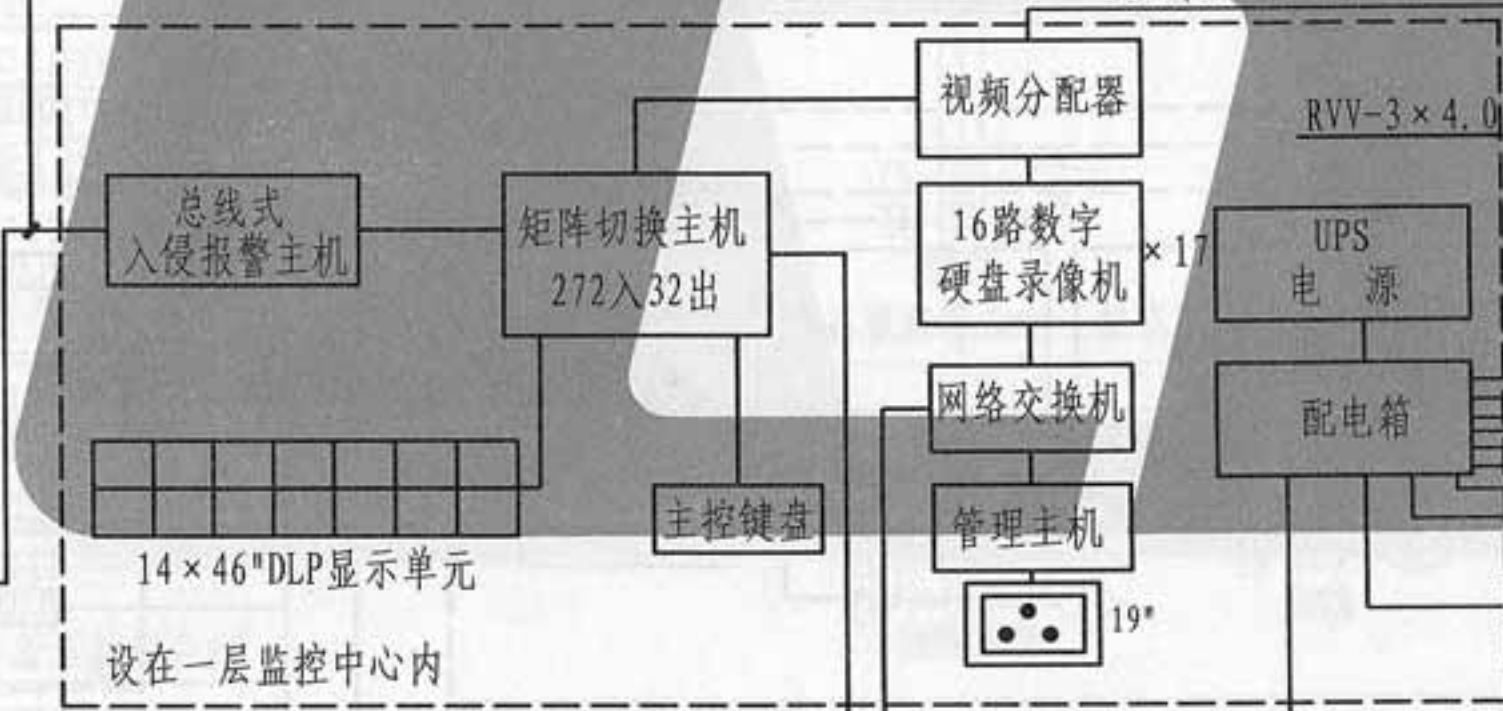 视频分配器
RVV-3×4.0
总线式
入侵报警主机
矩阵切换主机
272入32出
16路数字
硬盘录像机
×17
UPS
电 源
网络交换机
配电箱
主控键盘
管理主机
14×46"DLP显示单元
19"
设在一层监控中心内